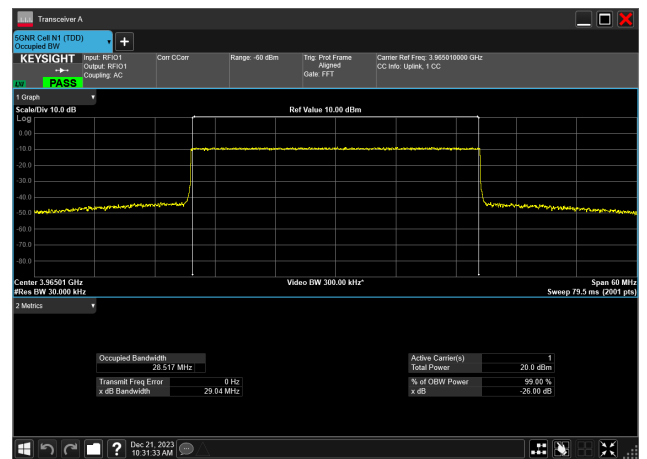 Transceiver A
5GNR Cell N1 (TDD)
Occupied BW
KEYSIGHT
Input: RFIO1
Output: RFIO1
Coupling: AC
Corr CCorr
Range: -60 dBm
Trig: Prot Frame
Aligned
Gate: FFT
Carrier Ref Freq: 3.965010000 GHz
CC Info: Uplink, 1 CC
PASS
1 Graph
Scale/Div 10.0 dB
Ref Value 10.00 dBm
Log
0.00
-10.0
-20.0
-30.0
-40.0
-50.0
-60.0
-70.0
-80.0
Center 3.96501 GHz
Video BW 300.00 kHz*
Span 60 MHz
#Res BW 30.000 kHz
Sweep 79.5 ms (2001 pts)
2 Metrics
Occupied Bandwidth
28.517 MHz
Active Carrier(s) 1
Total Power 20.0 dBm
Transmit Freq Error 0 Hz
x dB Bandwidth 29.04 MHz
% of OBW Power 99.00 %
x dB -26.00 dB
?
Dec 21, 2023
10:31:33 AM